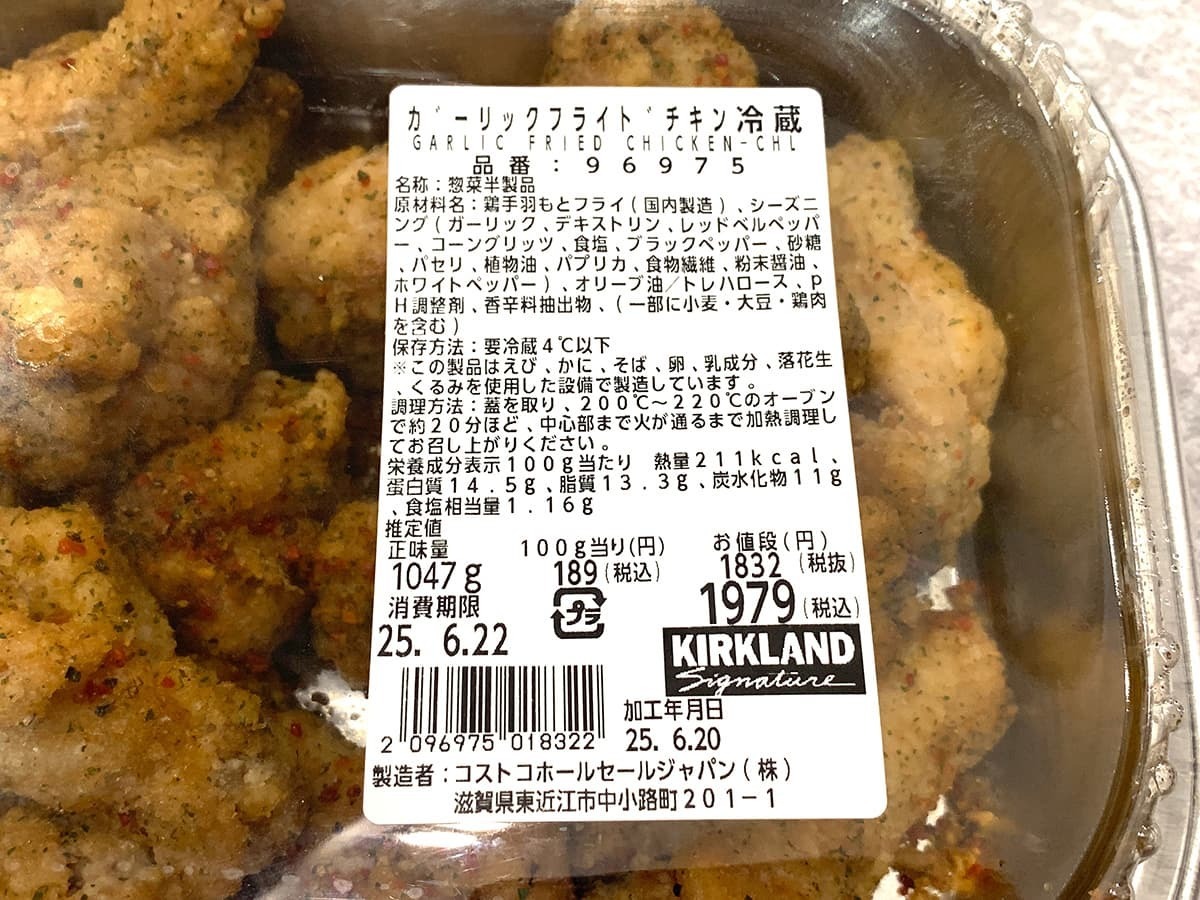 ガーリックフライドチキン冷蔵
GARLIC FRIED CHICKEN-CHL
品番：96975
名称：惣菜半製品
原材料名：鶏手羽もとフライ(国内製造)、シーズニ
ング(ガーリック、デキストリン、レッドベルペッパ
ー、コーングリッツ、食塩、ブラックペッパー、砂糖
、パセリ、植物油、パプリカ、食物繊維、粉末醤油、
ホワイトペッパー)、オリーブ油／トレハロース、p
H調整剤、香辛料抽出物、(一部に小麦・大豆・鶏肉
を含む)
保存方法：要冷蔵4℃以下
※この製品はえび、かに、そば、卵、乳成分、落花生
、くるみを使用した設備で製造しています。
調理方法：蓋を取り、200℃～220℃のオーブン
で約20分ほど、中心部まで火が通るまで加熱調理し
てお召し上がりください。
栄養成分表示100g当たり 熱量211kcal、
蛋白質14.5g、脂質13.3g、炭水化物11g
、食塩相当量1.16g
推定値
正味量 100g当り(円) お値段(円)
1047g 189(税込) 1832(税抜)
消費期限 プラ 1979(税込)
25. 6.22 KIRKLAND
Signature
加工年月日
2 096975 018322 25. 6.20
製造者：コストコホールセールジャパン(株)
滋賀県東近江市中小路町201-1